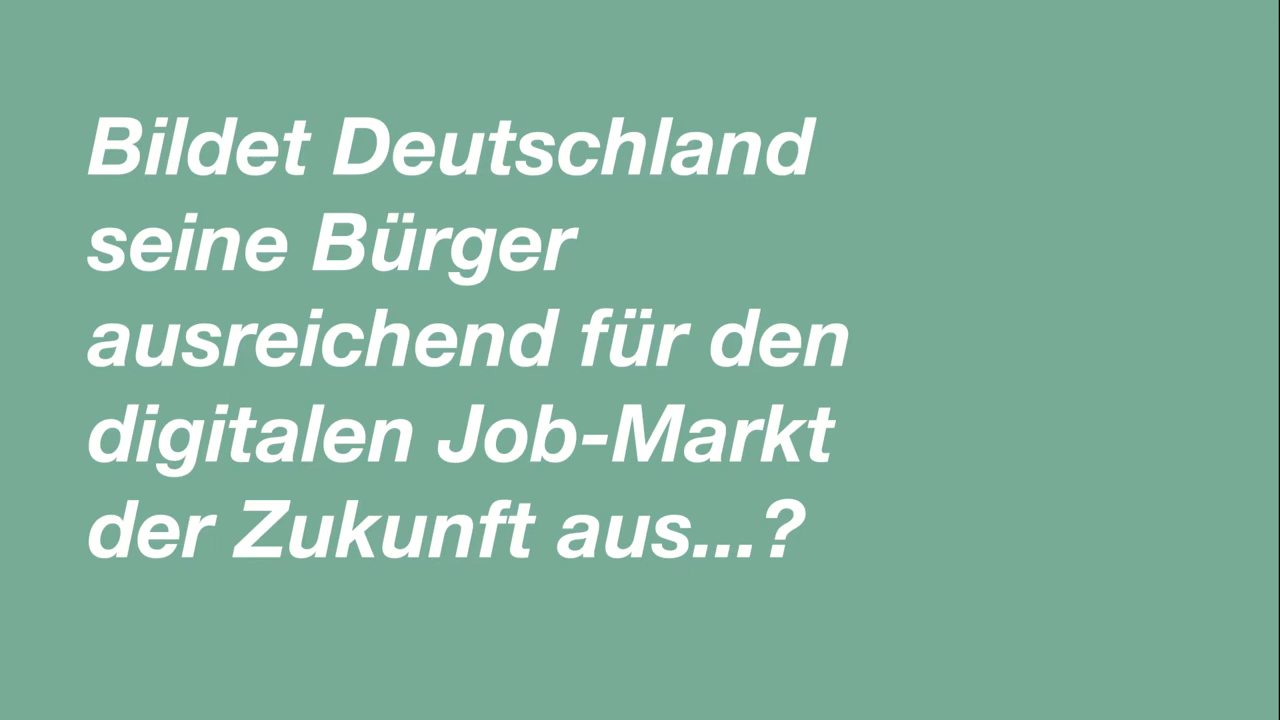 Bildet Deutschland
seine Bürger
ausreichend für den
digitalen Job-Markt
der Zukunft aus...?